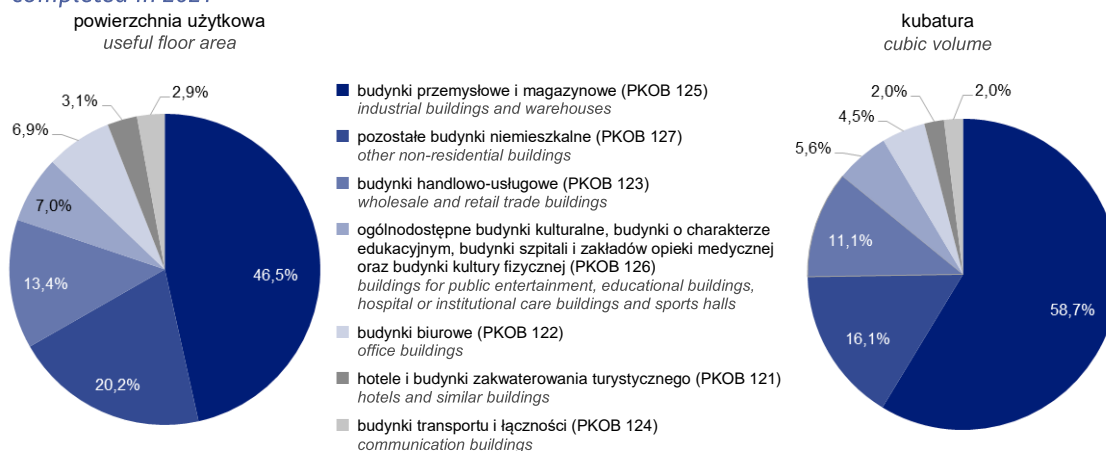 completed in 2021
powierzchnia użytkowa
useful floor area
kubatura
cubic volume
2,9%
3,1%
6,9%
7,0%
13,4%
20,2%
46,5%
budynki przemysłowe i magazynowe (PKOB 125)
industrial buildings and warehouses
pozostałe budynki niemieszkalne (PKOB 127)
other non-residential buildings
budynki handlowo-usługowe (PKOB 123)
wholesale and retail trade buildings
ogólnodostępne budynki kulturalne, budynki o charakterze
edukacyjnym, budynki szpitali i zakładów opieki medycznej
oraz budynki kultury fizycznej (PKOB 126)
buildings for public entertainment, educational buildings,
hospital or institutional care buildings and sports halls
budynki biurowe (PKOB 122)
office buildings
hotele i budynki zakwaterowania turystycznego (PKOB 121)
hotels and similar buildings
budynki transportu i łączności (PKOB 124)
communication buildings
2,0%
2,0%
4,5%
5,6%
11,1%
16,1%
58,7%